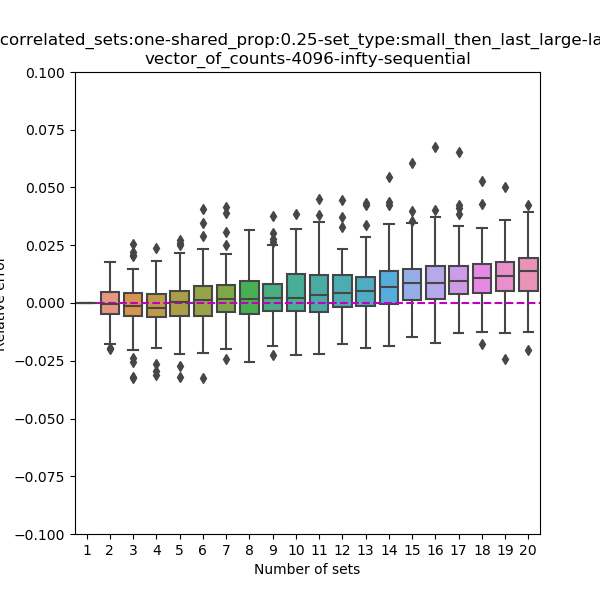 correlated_sets:one-shared_prop:0.25-set_type:small_then_last_large-la
vector_of_counts-4096-infty-sequential
0.100
0.075
0.050
0.025
0.000
−0.025
−0.050
−0.075
−0.100
Relative error
1 2 3 4 5 6 7 8 9 10 11 12 13 14 15 16 17 18 19 20
Number of sets